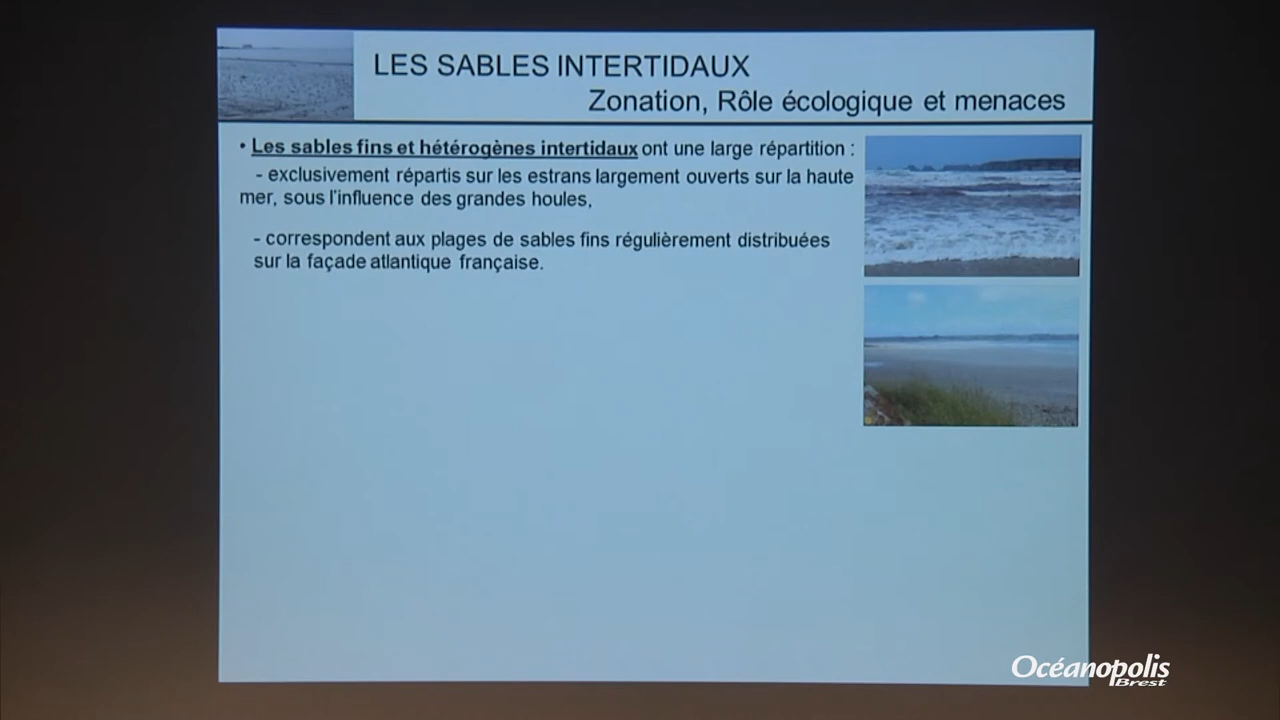 LES SABLES INTERTIDAUX
Zonation, Rôle écologique et menaces
• Les sables fins et hétérogènes intertidaux ont une large répartition :
- exclusivement répartis sur les estrans largement ouverts sur la haute
mer, sous l'influence des grandes houles,
- correspondent aux plages de sables fins régulièrement distribuées
sur la façade atlantique française.
Océanopolis
Brest